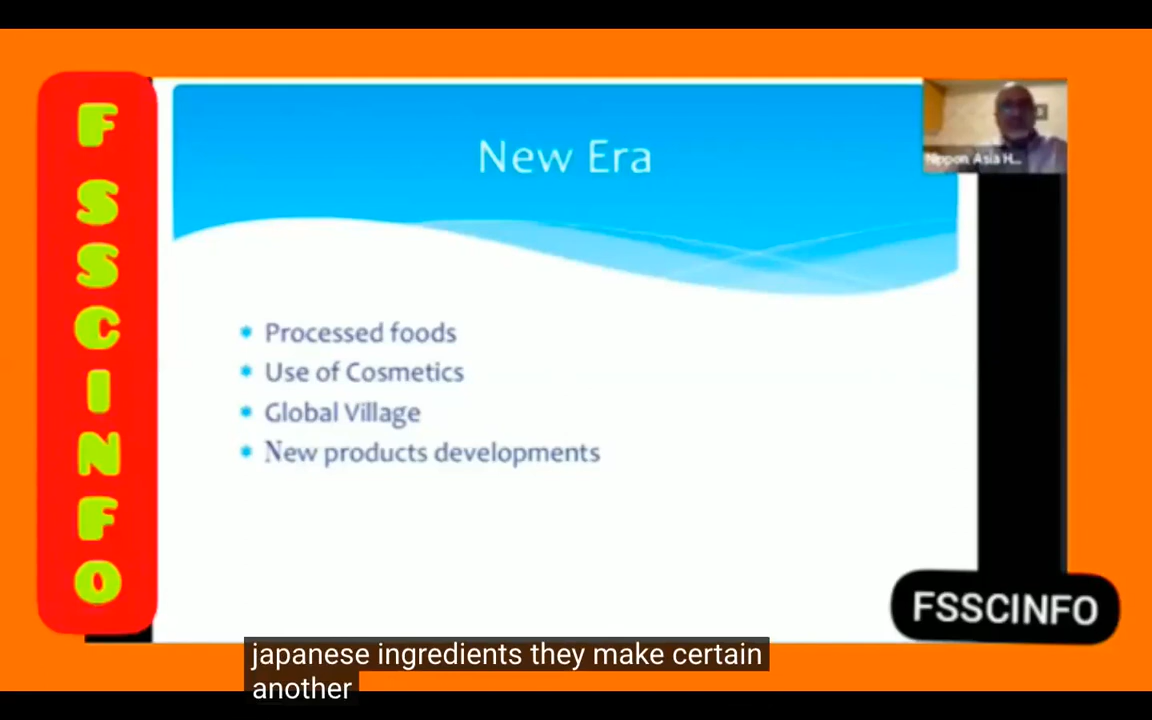 FSSCINFO
New Era
Nippon Asia H...
Processed foods
Use of Cosmetics
Global Village
New products developments
FSSCINFO
japanese ingredients they make certain
another